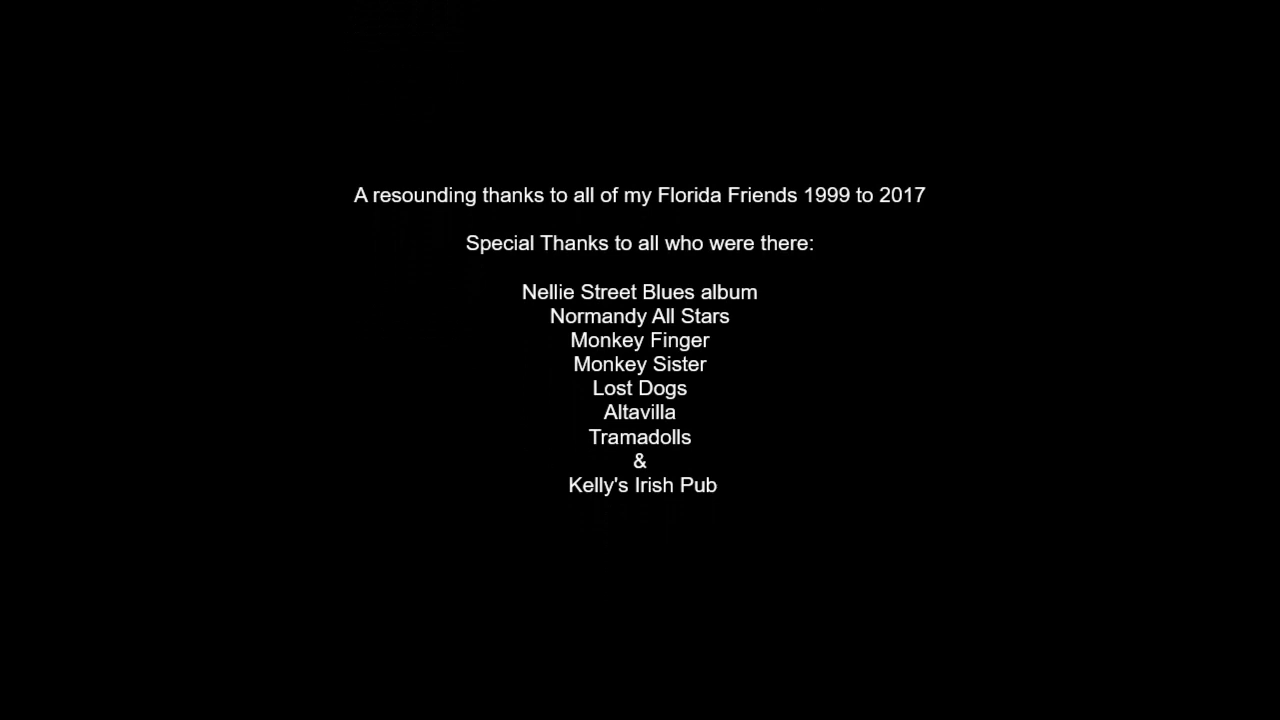 A resounding thanks to all of my Florida Friends 1999 to 2017
Special Thanks to all who were there:
Nellie Street Blues album
Normandy All Stars
Monkey Finger
Monkey Sister
Lost Dogs
Altavilla
Tramadolls
&
Kelly's Irish Pub